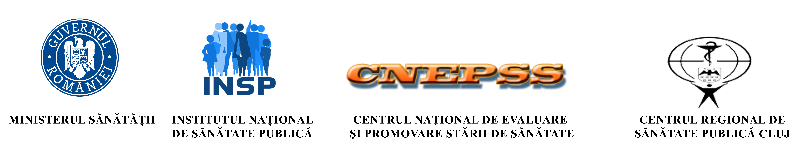 GUVERNUL ROMÂNIEI
MINISTERUL SĂNĂTĂȚII
INSP
INSTITUTUL NAȚIONAL
DE SĂNĂTATE PUBLICĂ
CNEPSS
CENTRUL NAȚIONAL DE EVALUARE
ȘI PROMOVARE STĂRII DE SĂNĂTATE
CENTRUL REGIONAL DE
SĂNĂTATE PUBLICĂ CLUJ